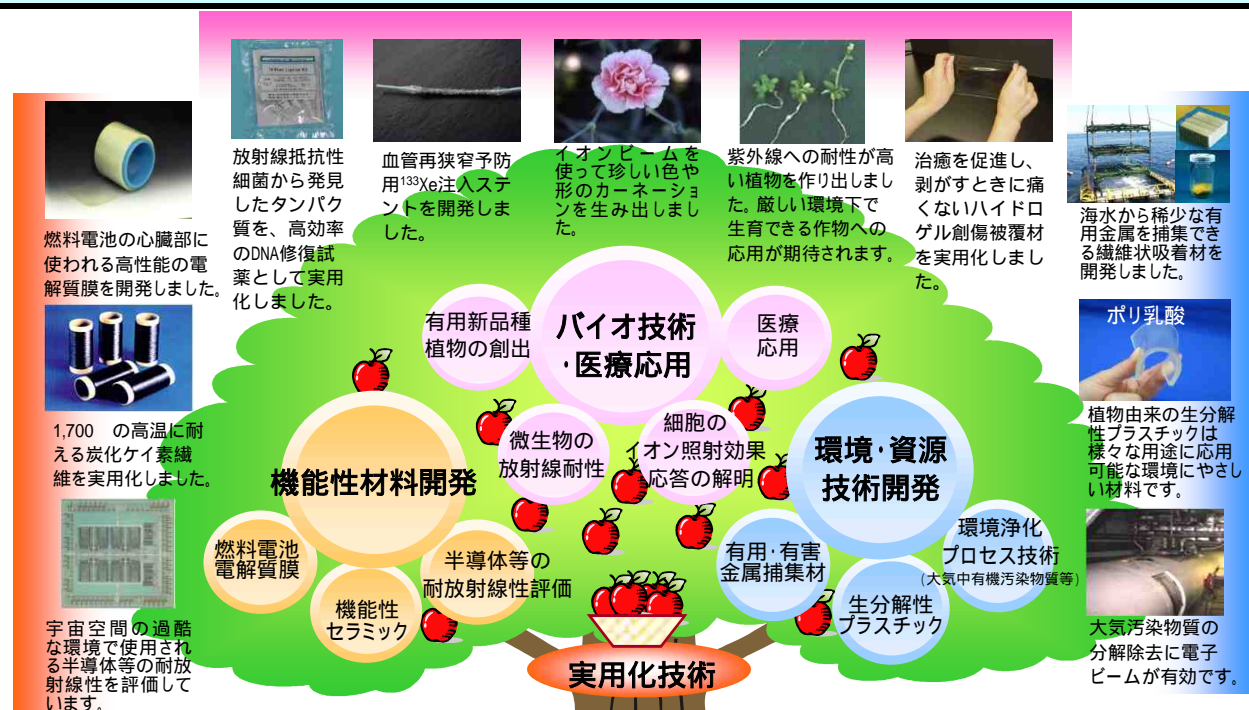 放射線抵抗性
細菌から発見
したタンパク
質を、高効率
のDNA修復試
薬として実用
化しました。
血管再狭窄予防
用¹³³Xe注入ステ
ントを開発しま
した。
イオンビームを
使って珍しい色や
形のカーネーショ
ンを生み出しまし
た。
紫外線への耐性が高
い植物を作り出しまし
た。厳しい環境下で
生育できる作物への
応用が期待されます。
治癒を促進し、
剥がすときに痛
くないハイドロ
ゲル創傷被覆材
を実用化しまし
た。
燃料電池の心臓部に
使われる高性能の電
解質膜を開発しました。
1,700 の高温に耐
える炭化ケイ素繊
維を実用化しました。
宇宙空間の過酷
な環境で使用され
る半導体等の耐放
射線性を評価して
います。
海水から稀少な有
用金属を捕集でき
る繊維状吸着材を
開発しました。
ポリ乳酸
植物由来の生分解
性プラスチックは
様々な用途に応用
可能な環境にやさし
い材料です。
大気汚染物質の
分解除去に電子
ビームが有効です。
有用新品種
植物の創出
バイオ技術
・医療応用
医療
応用
微生物の
放射線耐性
細胞の
イオン照射効果
応答の解明
機能性材料開発
燃料電池
電解質膜
機能性
セラミック
半導体等の
耐放射線性評価
環境・資源
技術開発
有用・有害
金属捕集材
生分解性
プラスチック
環境浄化
プロセス技術
(大気中有機汚染物質等)
実用化技術